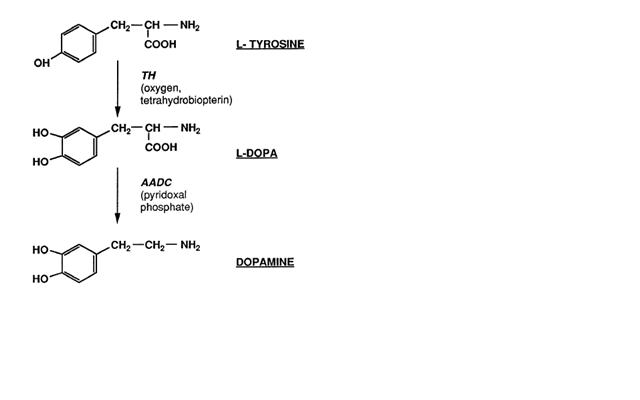 CH2—CH—NH2
COOH
OH
L- TYROSINE
TH
(oxygen,
tetrahydrobiopterin)
HO
CH2—CH—NH2
COOH
HO
L-DOPA
AADC
(pyridoxal
phosphate)
HO
CH2—CH2—NH2
HO
DOPAMINE